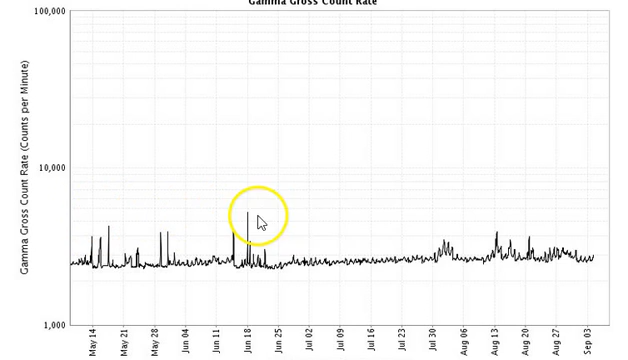 Gamma Gross Count Rate
100,000
10,000
1,000
Gamma Gross Count Rate (Counts per Minute)
May 14
May 21
May 28
Jun 04
Jun 11
Jun 18
Jun 25
Jul 02
Jul 09
Jul 16
Jul 23
Jul 30
Aug 06
Aug 13
Aug 20
Aug 27
Sep 03